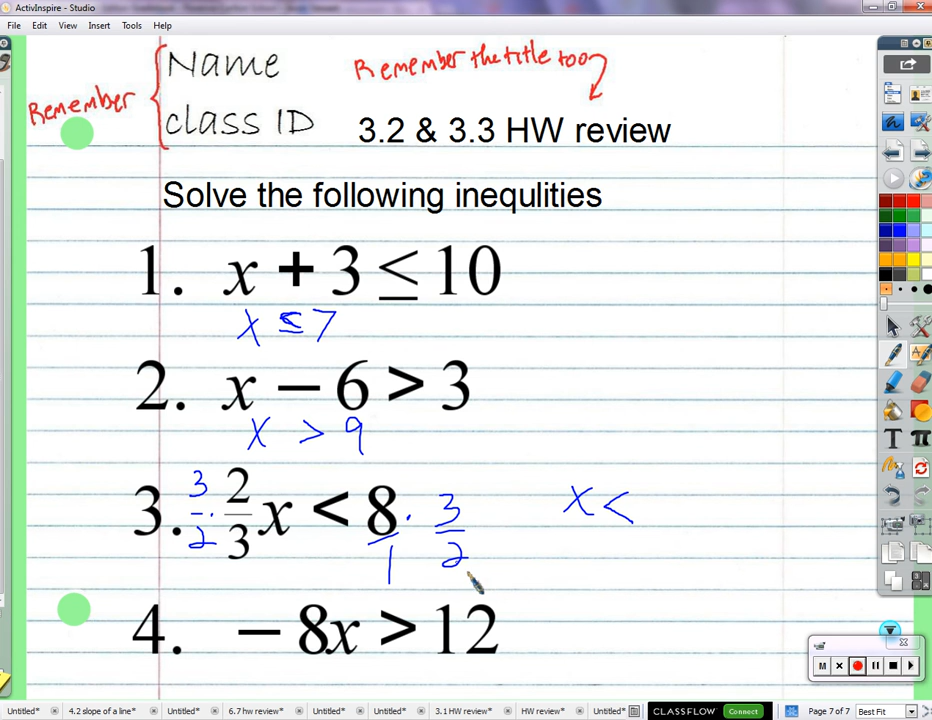 ActivInspire - Studio
File Edit View Insert Tools Help
Remember
Name
class ID
Remember the title too
3.2 & 3.3 HW review
Solve the following inequlities
1. x + 3 ≤ 10
x ≤ 7
2. x − 6 > 3
x > 9
3. 3/2 · 2/3 x < 8/1 · 3/2 x <
4. − 8x > 12
M
Untitled* 4.2 slope of a line* Untitled* 6.7 hw review* Untitled* Untitled* 3.1 HW review* HW review* Untitled* CLASSFLOW Connect Page 7 of 7 Best Fit